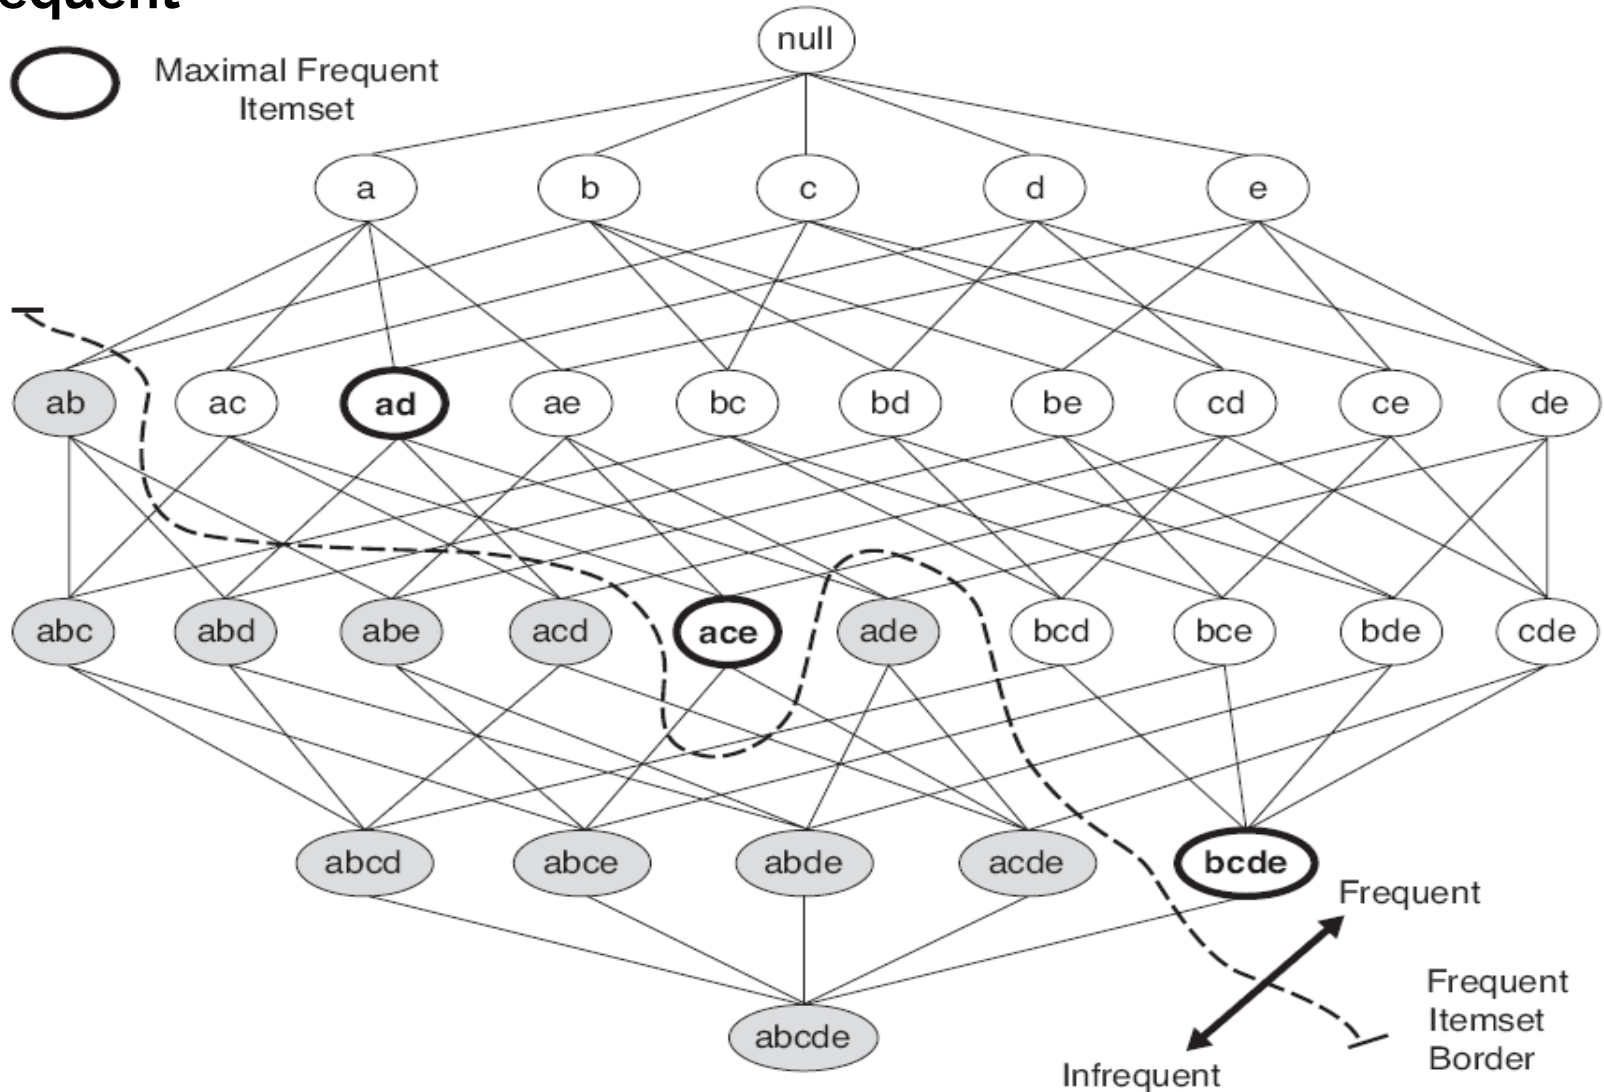 equent
Maximal Frequent
Itemset
null
a b c d e
ab ac ad ae bc bd be cd ce de
abc abd abe acd ace ade bcd bce bde cde
abcd abce abde acde bcde
Frequent
Frequent
Itemset
Border
abcde
Infrequent